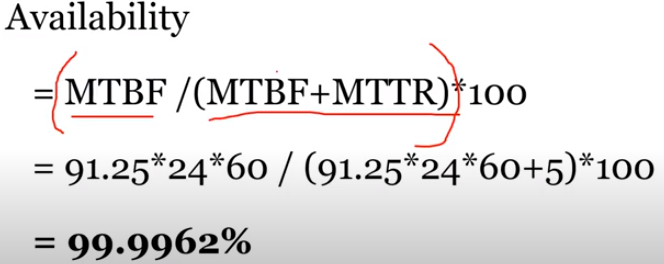 Availability
= MTBF /(MTBF+MTTR)*100
= 91.25*24*60 / (91.25*24*60+5)*100
= 99.9962%